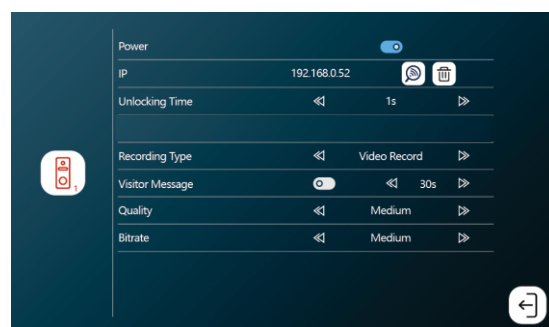 Power
IP 192.168.0.52
Unlocking Time 1s
Recording Type Video Record
1
Visitor Message 30s
Quality Medium
Bitrate Medium